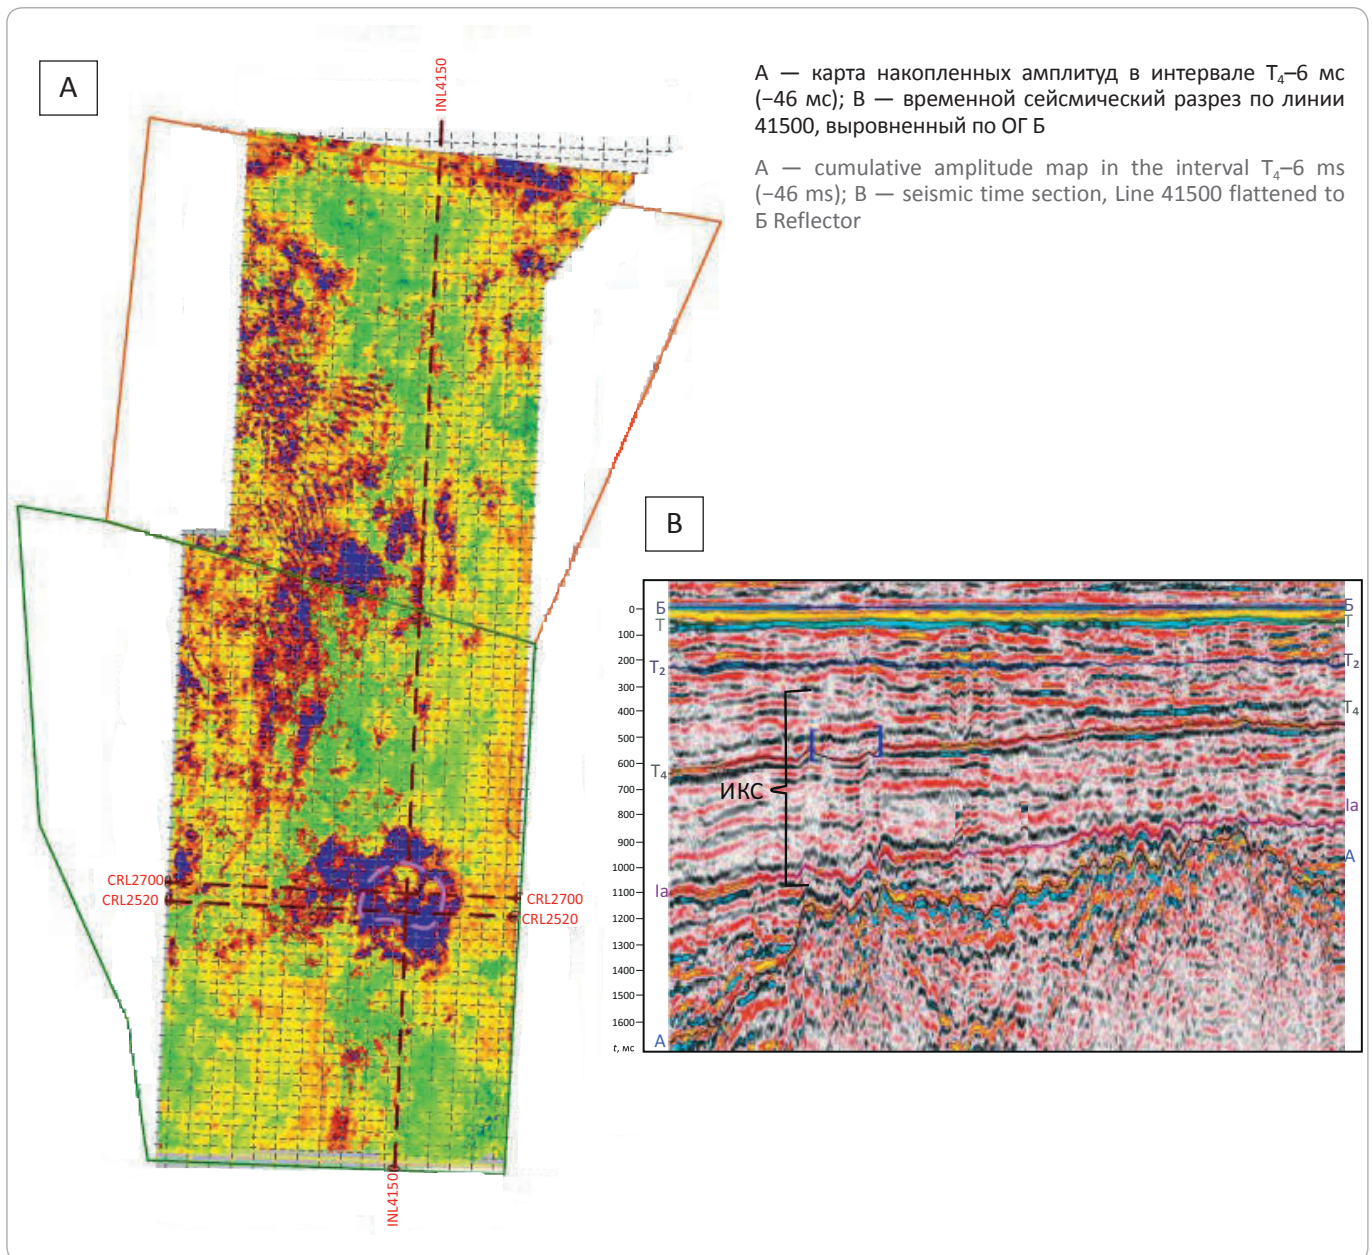 A
INL4150
A — карта накопленных амплитуд в интервале T₄–6 мс
(−46 мс); B — временной сейсмический разрез по линии
41500, выровненный по ОГ Б
A — cumulative amplitude map in the interval T₄–6 ms
(−46 ms); B — seismic time section, Line 41500 flattened to
Б Reflector
CRL2700
CRL2520
CRL2700
CRL2520
INL41500
B
0
100
200
300
400
500
600
700
800
900
1000
1100
1200
1300
1400
1500
1600
t, мс
Б
T
T₂
T₄
Ia
A
ИКС
Б
T
T₂
T₄
Ia
A